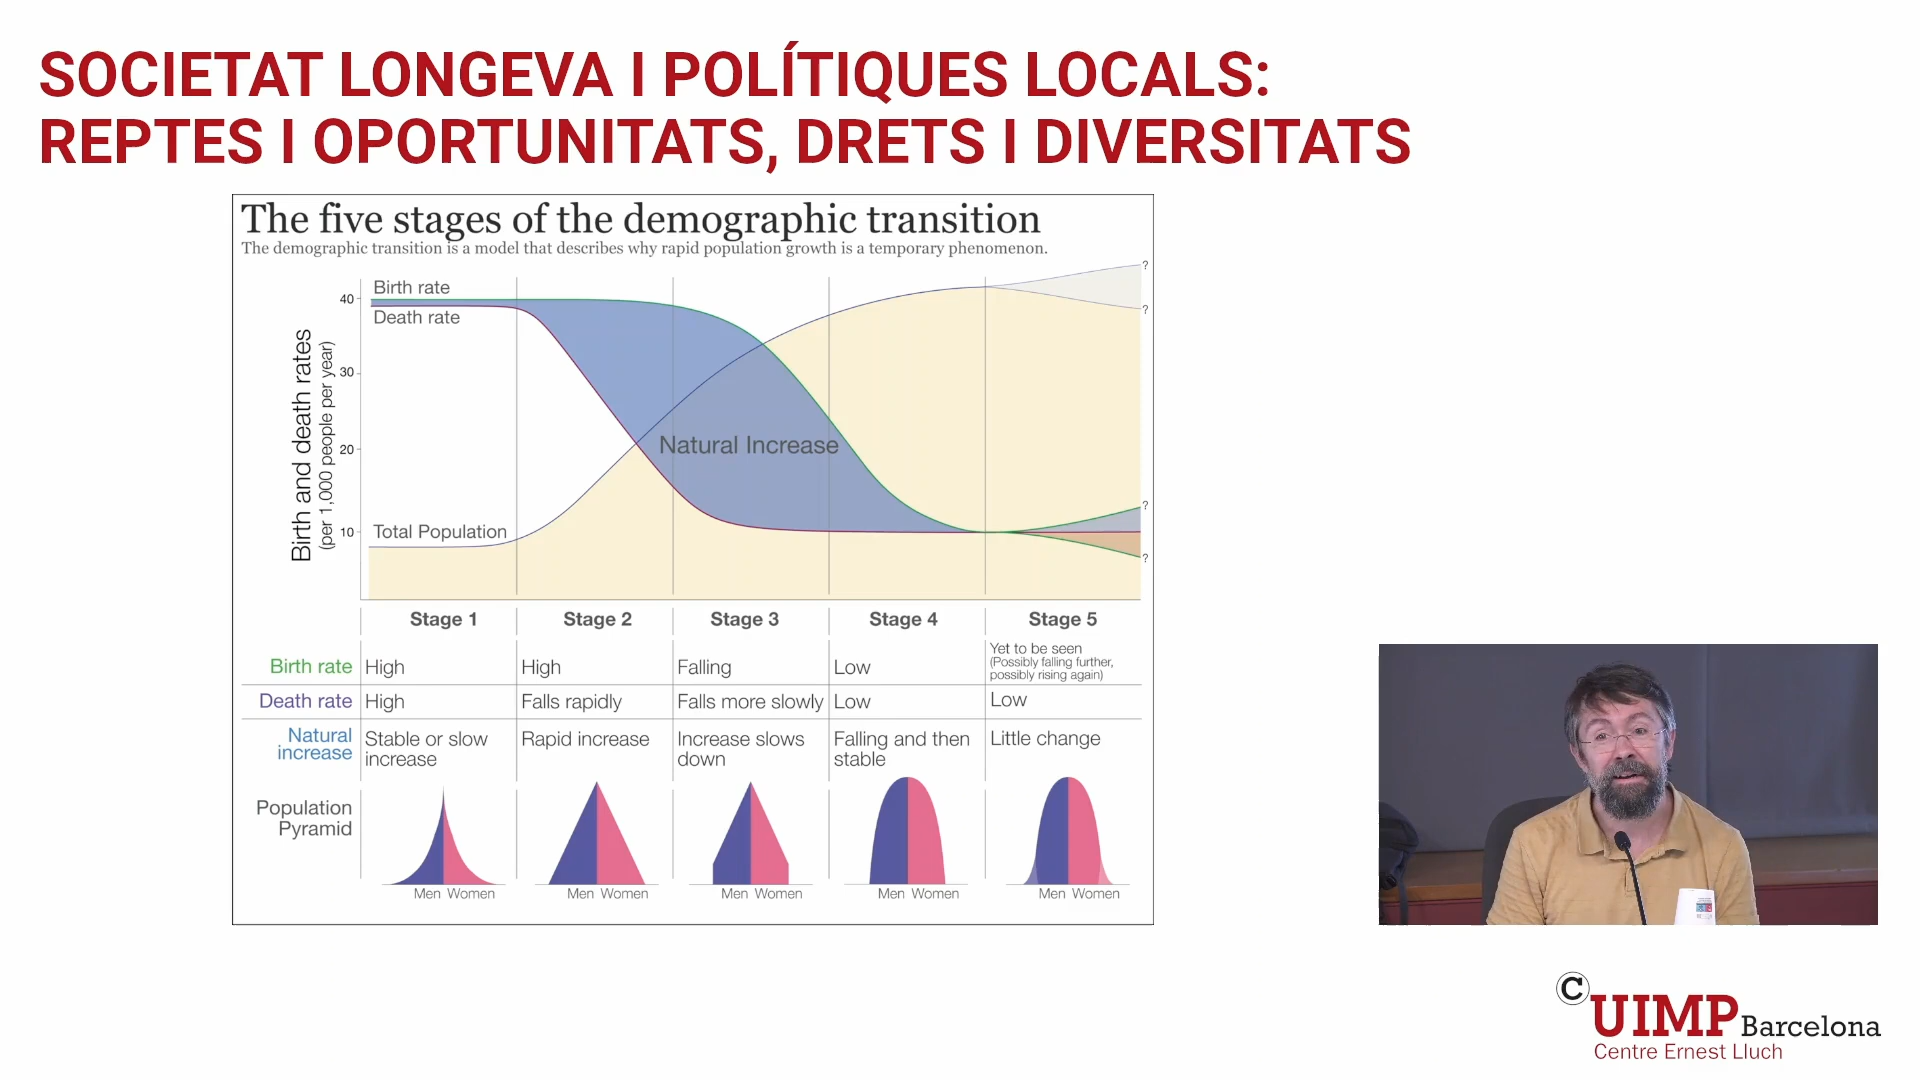 SOCIETAT LONGEVA I POLÍTIQUES LOCALS:
REPTES I OPORTUNITATS, DRETS I DIVERSITATS
The five stages of the demographic transition
The demographic transition is a model that describes why rapid population growth is a temporary phenomenon.
Birth and death rates
(per 1,000 people per year)
40
30
20
10
Birth rate
Death rate
Natural Increase
Total Population
?
?
?
?
Stage 1 Stage 2 Stage 3 Stage 4 Stage 5
Birth rate High High Falling Low Yet to be seen
(Possibly falling further,
possibly rising again)
Death rate High Falls rapidly Falls more slowly Low Low
Natural Stable or slow Rapid increase Increase slows Falling and then Little change
increase increase down stable
Population
Pyramid
Men Women Men Women Men Women Men Women Men Women
C
UIMP Barcelona
Centre Ernest Lluch